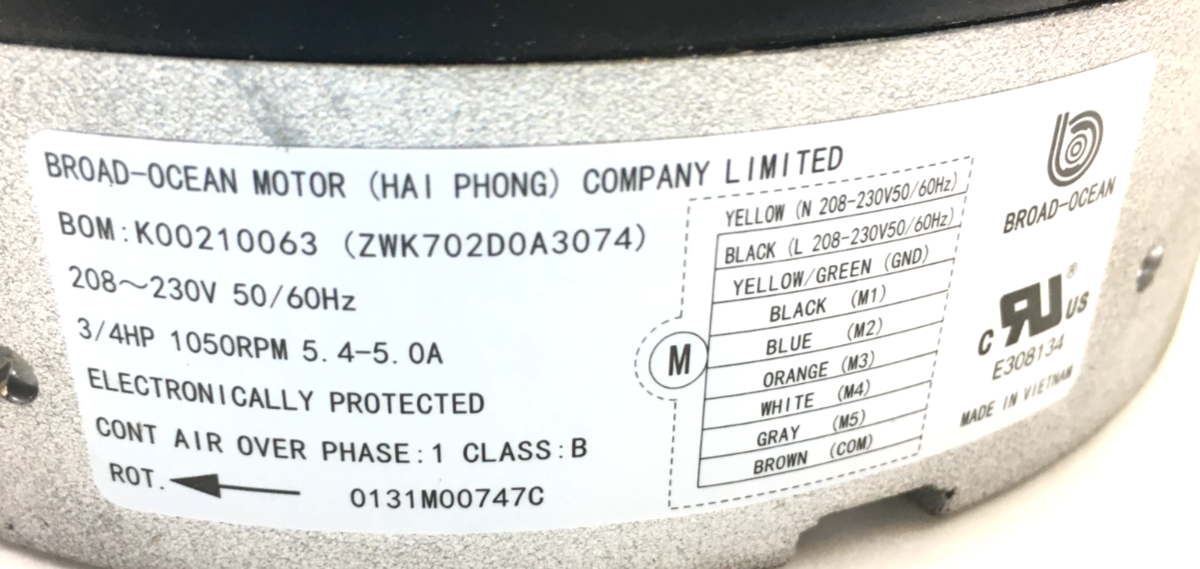 BROAD-OCEAN MOTOR (HAI PHONG) COMPANY LIMITED
BOM:K00210063 (ZWK702D0A3074)
208~230V 50/60Hz
3/4HP 1050RPM 5.4-5.0A
ELECTRONICALLY PROTECTED
CONT AIR OVER PHASE:1 CLASS:B
ROT.
0131M00747C
M
YELLOW (N 208-230V50/60Hz)
BLACK (L 208-230V50/60Hz)
YELLOW/GREEN (GND)
BLACK (M1)
BLUE (M2)
ORANGE (M3)
WHITE (M4)
GRAY (M5)
BROWN (COM)
BROAD-OCEAN
C RU US ®
E308134
MADE IN VIETNAM